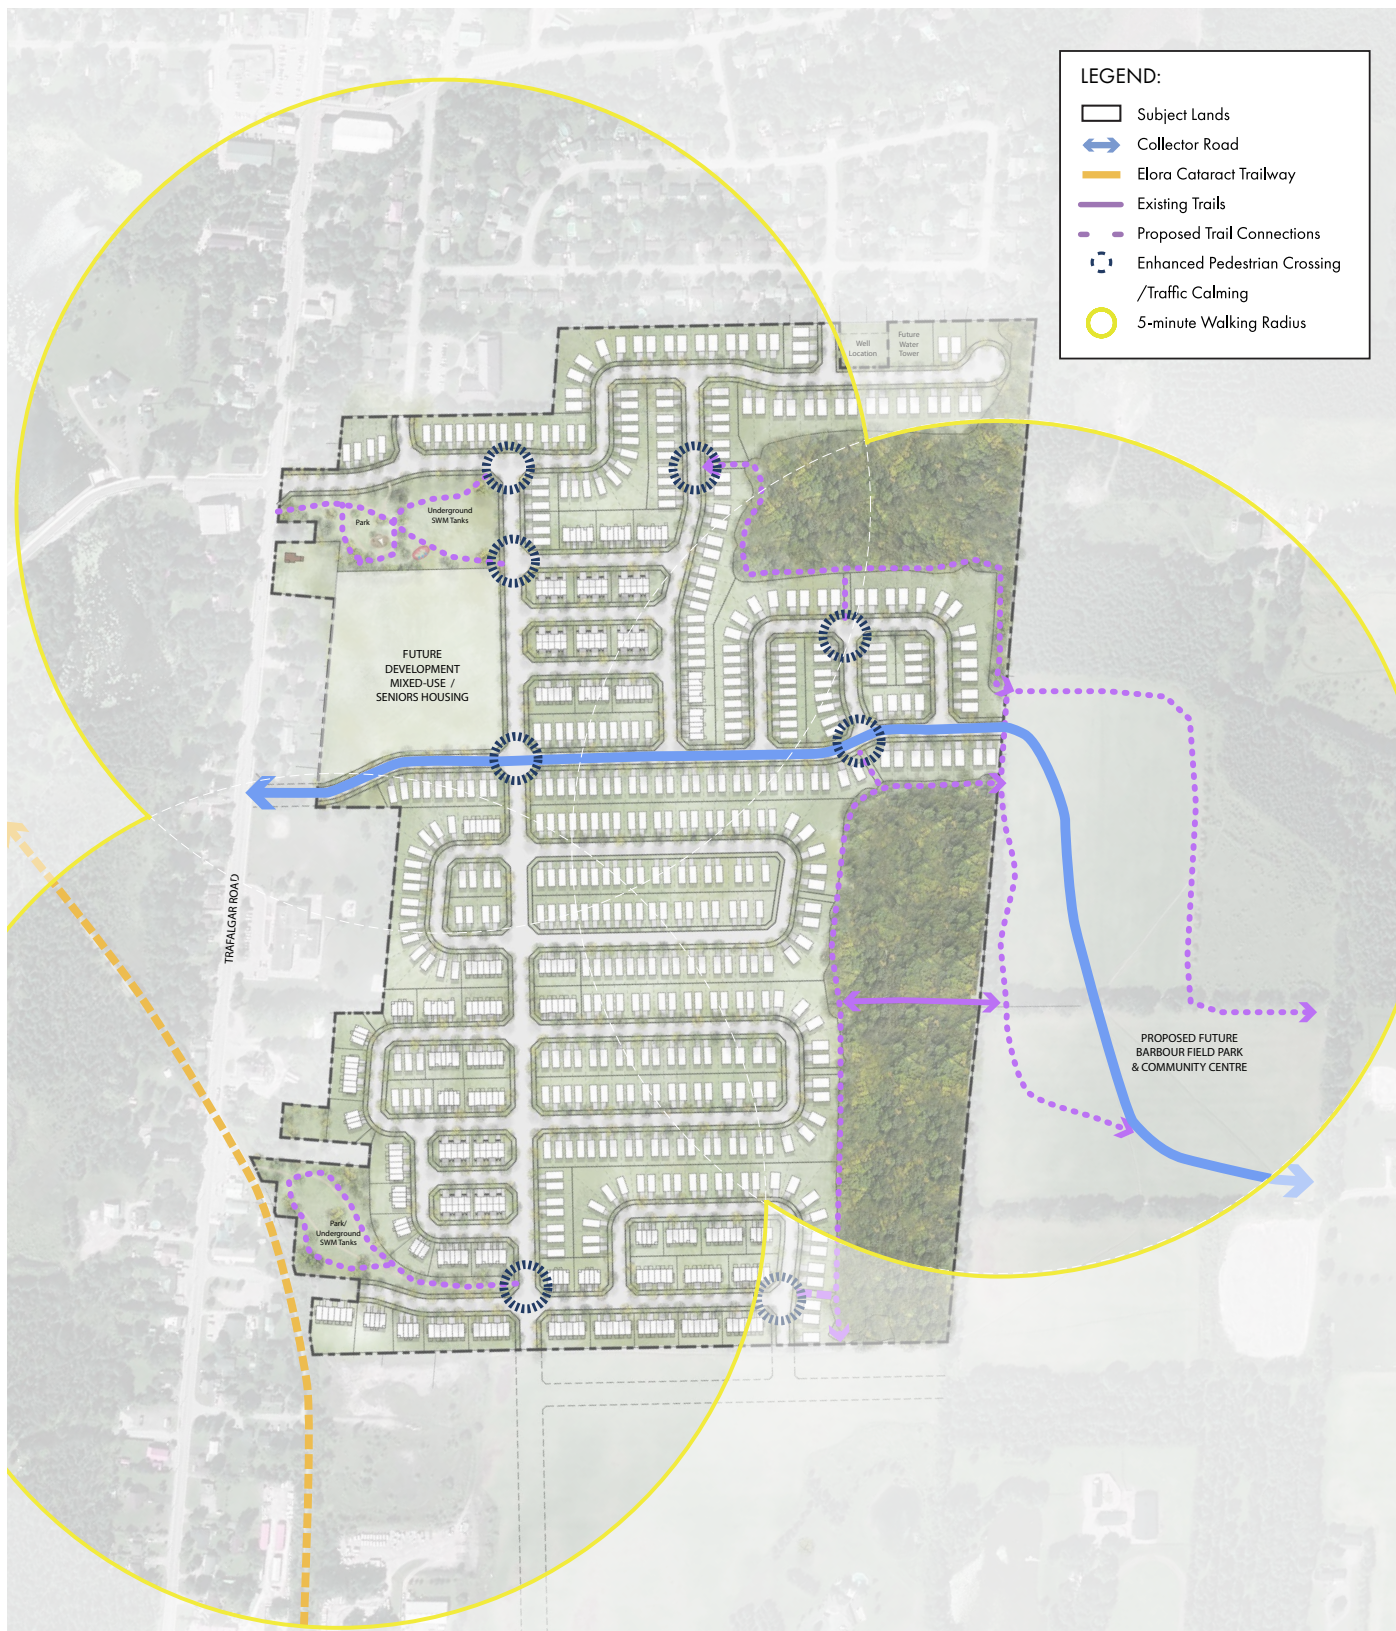 LEGEND:
Subject Lands
Collector Road
Elora Cataract Trailway
Existing Trails
Proposed Trail Connections
Enhanced Pedestrian Crossing
/Traffic Calming
5-minute Walking Radius
Well
Location
Future
Water
Tower
Park
Underground
SWM Tanks
FUTURE
DEVELOPMENT
MIXED-USE /
SENIORS HOUSING
TRAFALGAR ROAD
PROPOSED FUTURE
BARBOUR FIELD PARK
& COMMUNITY CENTRE
Park/
Underground
SWM Tanks